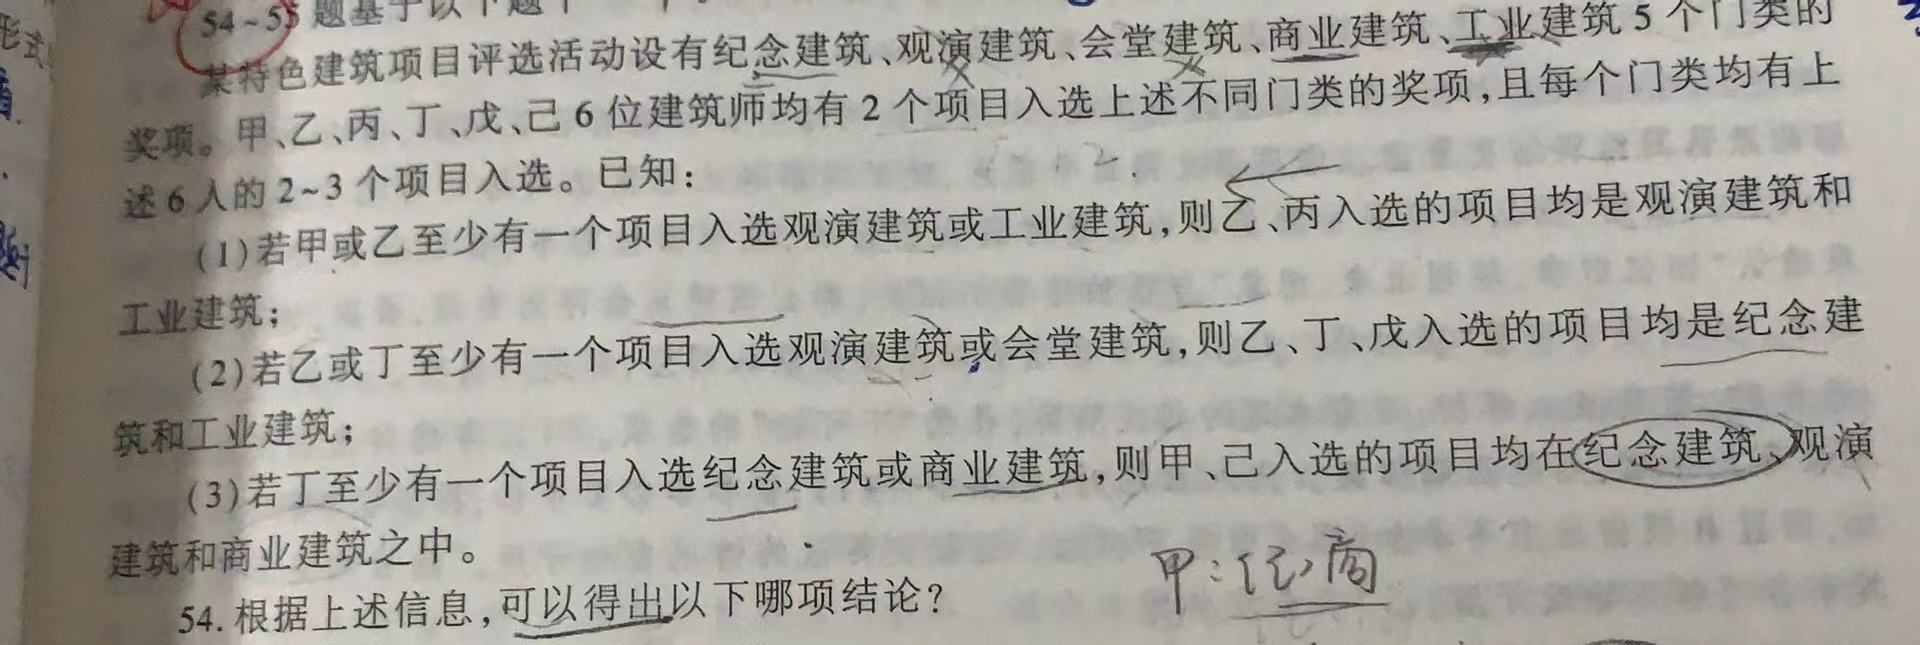 54~55题基于以下题
某特色建筑项目评选活动设有纪念建筑、观演建筑、会堂建筑、商业建筑、工业建筑5个门类的
奖项。甲、乙、丙、丁、戊、己6位建筑师均有2个项目入选上述不同门类的奖项,且每个门类均有上
述6人的2~3个项目入选。已知:
(1)若甲或乙至少有一个项目入选观演建筑或工业建筑,则乙、丙入选的项目均是观演建筑和
工业建筑;
(2)若乙或丁至少有一个项目入选观演建筑或会堂建筑,则乙、丁、戊入选的项目均是纪念建
筑和工业建筑;
(3)若丁至少有一个项目入选纪念建筑或商业建筑,则甲、己入选的项目均在纪念建筑、观演
建筑和商业建筑之中。
甲:纪,商
54.根据上述信息,可以得出以下哪项结论?